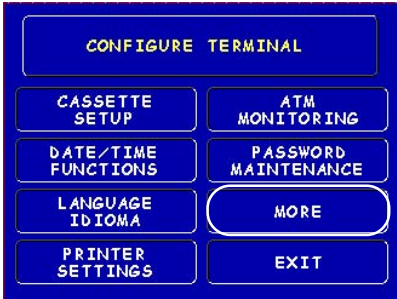 CONFIGURE TERMINAL
CASSETTE
SETUP
ATM
MONITORING
DATE/TIME
FUNCTIONS
PASSWORD
MAINTENANCE
LANGUAGE
IDIOMA
MORE
PRINTER
SETTINGS
EXIT